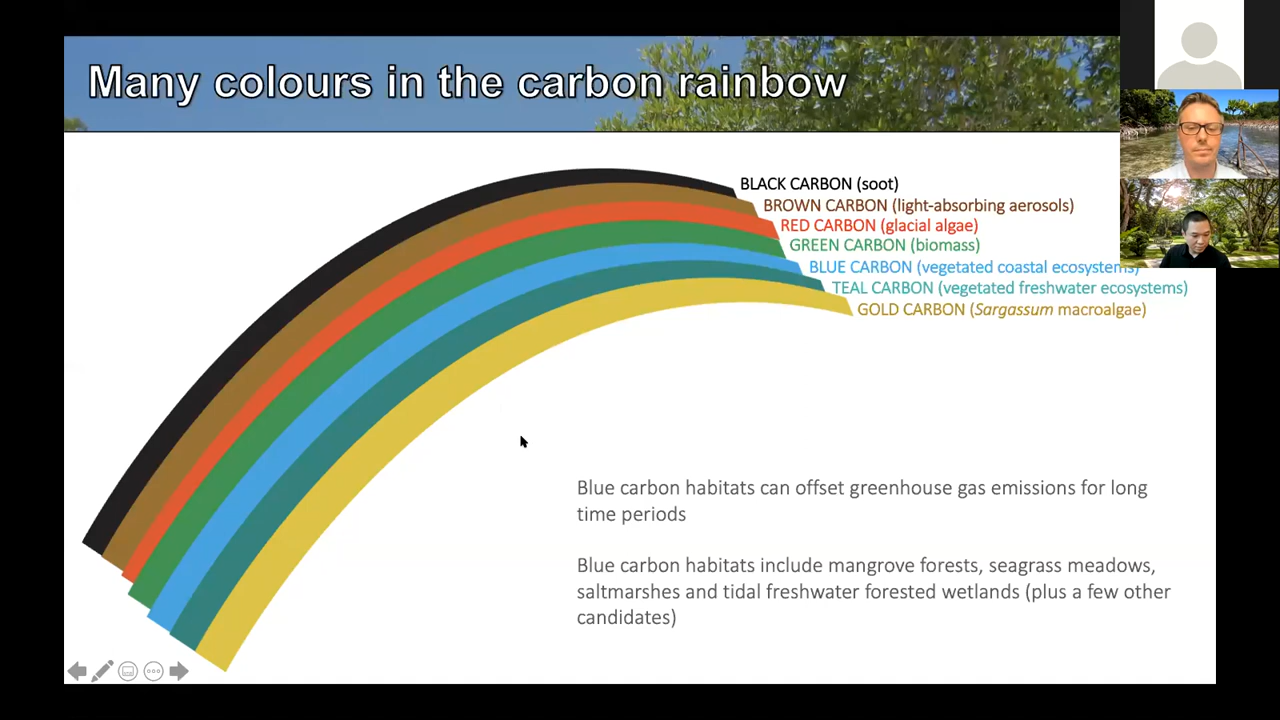 Many colours in the carbon rainbow
BLACK CARBON (soot)
BROWN CARBON (light-absorbing aerosols)
RED CARBON (glacial algae)
GREEN CARBON (biomass)
BLUE CARBON (vegetated coastal ecosystems)
TEAL CARBON (vegetated freshwater ecosystems)
GOLD CARBON (Sargassum macroalgae)
Blue carbon habitats can offset greenhouse gas emissions for long
time periods
Blue carbon habitats include mangrove forests, seagrass meadows,
saltmarshes and tidal freshwater forested wetlands (plus a few other
candidates)